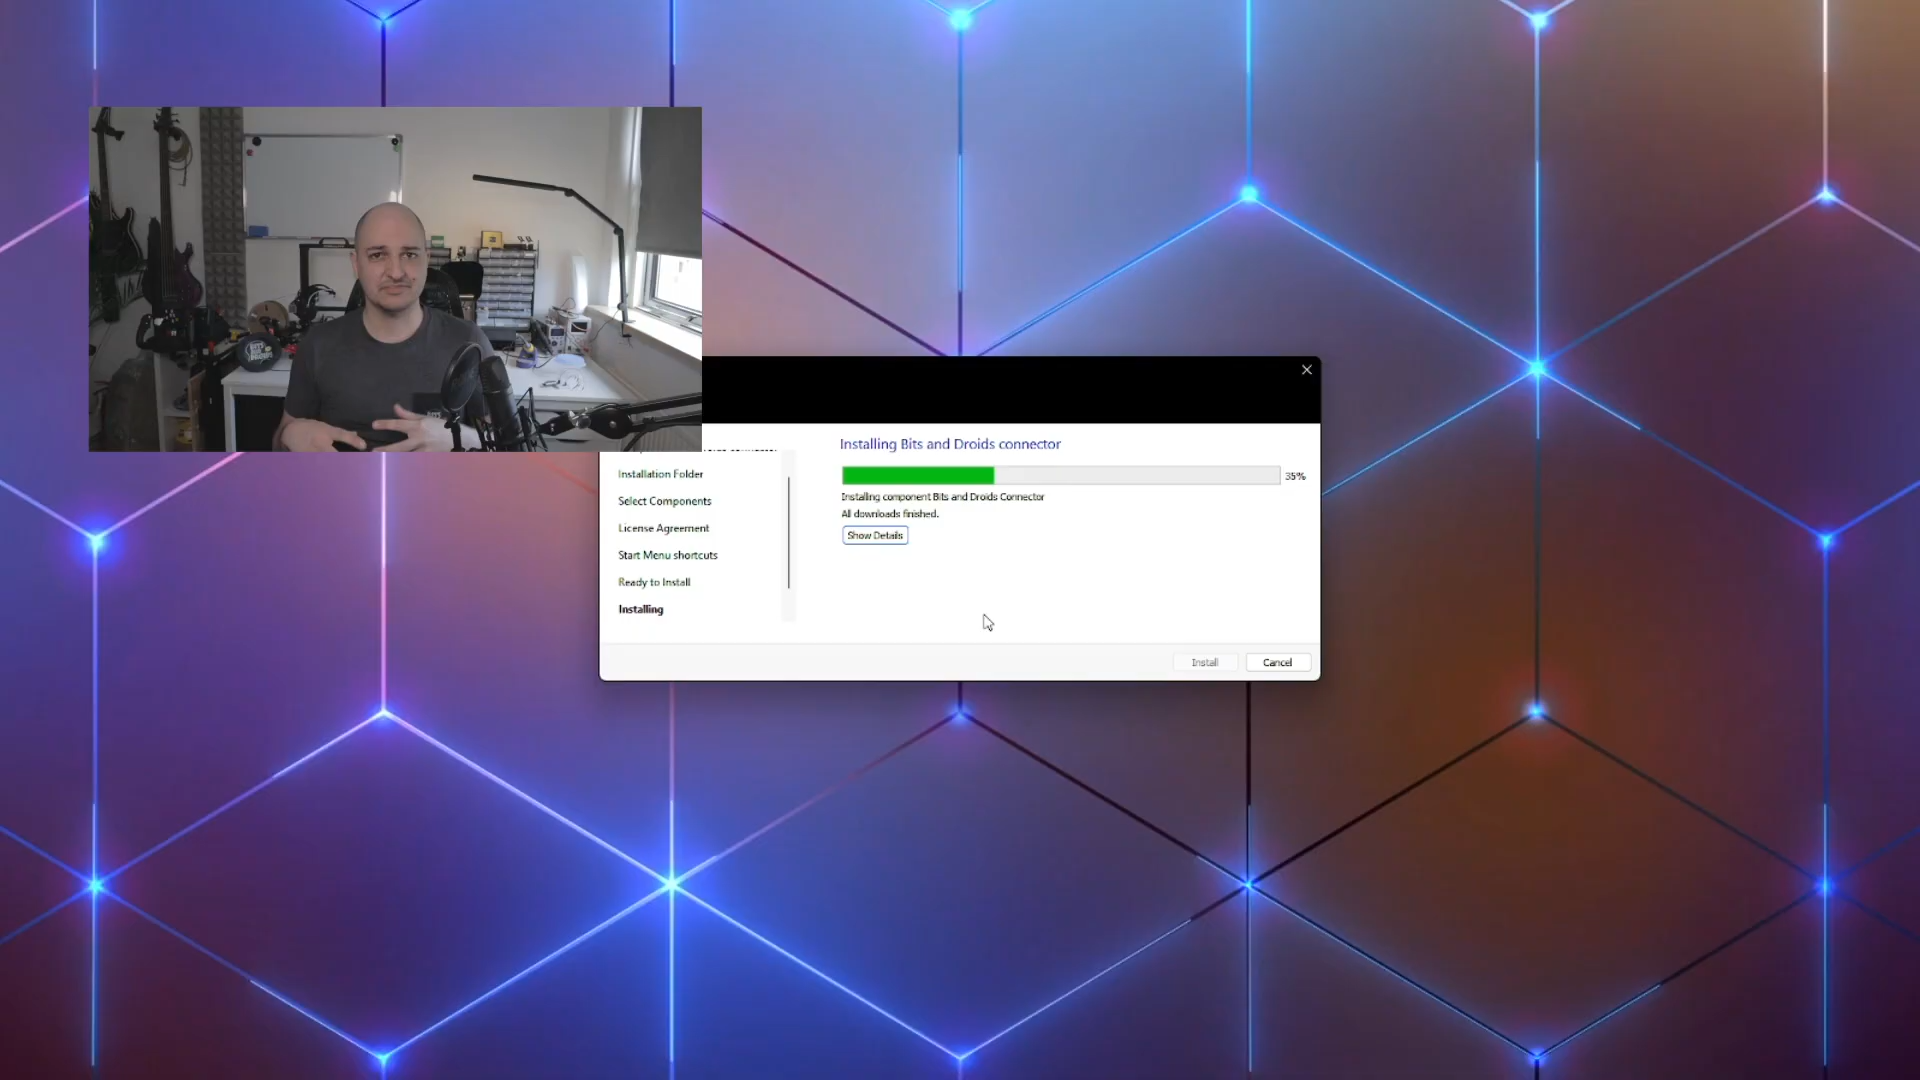 Installing Bits and Droids connector
35%
Installing component Bits and Droids Connector
All downloads finished.
Show Details
Installation Folder
Select Components
License Agreement
Start Menu shortcuts
Ready to Install
Installing
Install
Cancel